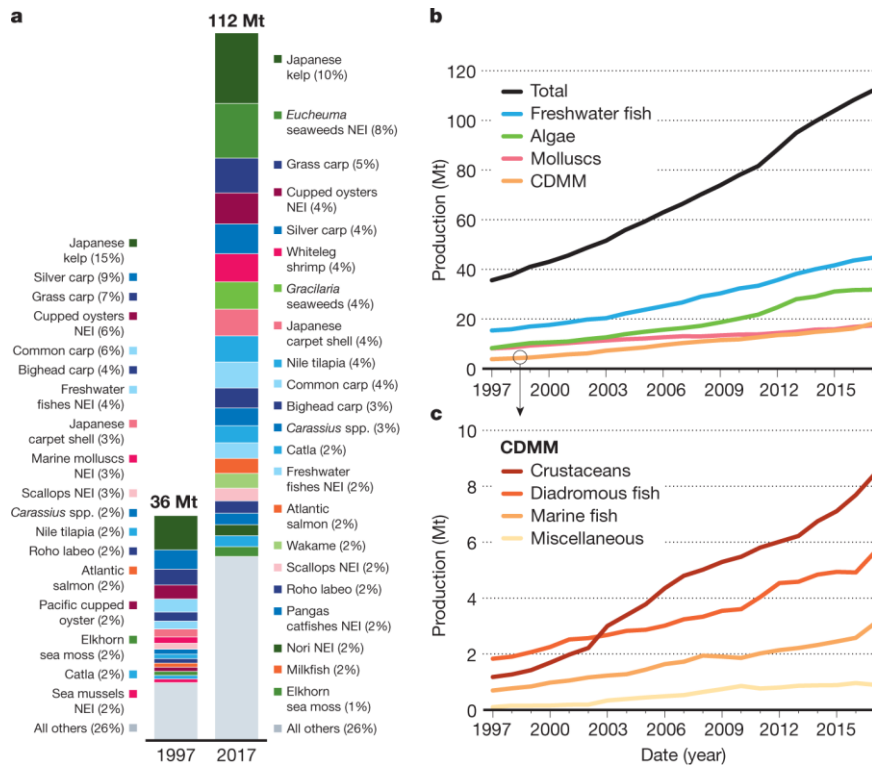 a
112 Mt
Japanese
kelp (10%)
Eucheuma
seaweeds NEI (8%)
Grass carp (5%)
Cupped oysters
NEI (4%)
Silver carp (4%)
Whiteleg
shrimp (4%)
Gracilaria
seaweeds (4%)
Japanese
carpet shell (4%)
Nile tilapia (4%)
Common carp (4%)
Bighead carp (3%)
Carassius spp. (3%)
Catla (2%)
Freshwater
fishes NEI (2%)
Atlantic
salmon (2%)
Wakame (2%)
Scallops NEI (2%)
Roho labeo (2%)
Pangas
catfishes NEI (2%)
Nori NEI (2%)
Milkfish (2%)
Elkhorn
sea moss (1%)
All others (26%)
2017
Japanese
kelp (15%)
Silver carp (9%)
Grass carp (7%)
Cupped oysters
NEI (6%)
Common carp (6%)
Bighead carp (4%)
Freshwater
fishes NEI (4%)
Japanese
carpet shell (3%)
Marine molluscs
NEI (3%)
Scallops NEI (3%)
Carassius spp. (2%)
Nile tilapia (2%)
Roho labeo (2%)
Atlantic
salmon (2%)
Pacific cupped
oyster (2%)
Elkhorn
sea moss (2%)
Catla (2%)
Sea mussels
NEI (2%)
All others (26%)
36 Mt
1997
b
Production (Mt)
120
100
80
60
40
20
0
Total
Freshwater fish
Algae
Molluscs
CDMM
1997 2000 2003 2006 2009 2012 2015
c
Production (Mt)
10
8
6
4
2
0
CDMM
Crustaceans
Diadromous fish
Marine fish
Miscellaneous
1997 2000 2003 2006 2009 2012 2015
Date (year)